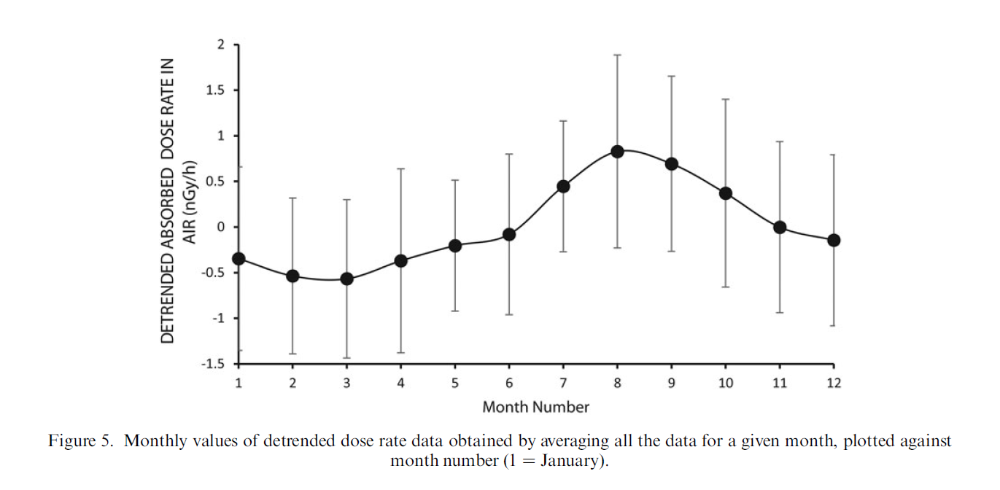 DETRENDED ABSORBED DOSE RATE IN
AIR (nGy/h)
2
1.5
1
0.5
0
-0.5
-1
-1.5
1 2 3 4 5 6 7 8 9 10 11 12
Month Number
Figure 5. Monthly values of detrended dose rate data obtained by averaging all the data for a given month, plotted against
month number (1 = January).